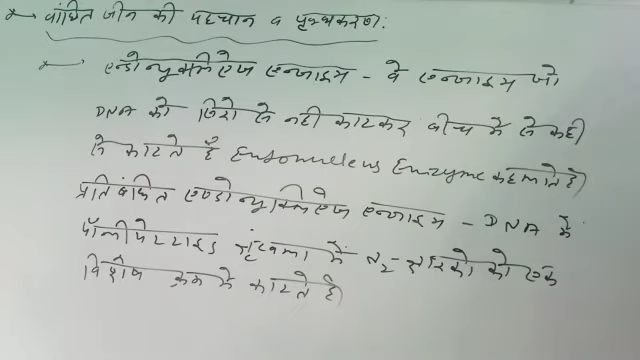 वांछित जीन की पहचान व पृथक्करण:
एन्डोन्यूक्लिऐज एन्जाइम - वे एन्जाइम जो
DNA को सिरो से नही काटकर बीच में से कही
से काटते है Endonucleus Enzyme कहलाते है।
प्रतिबंधित एण्डोन्यूक्लिऐज एन्जाइम - DNA में
पॉलीपेप्टाइड श्रृंखला में N2-क्षारको को एक
विशेष क्रम में काटते है।